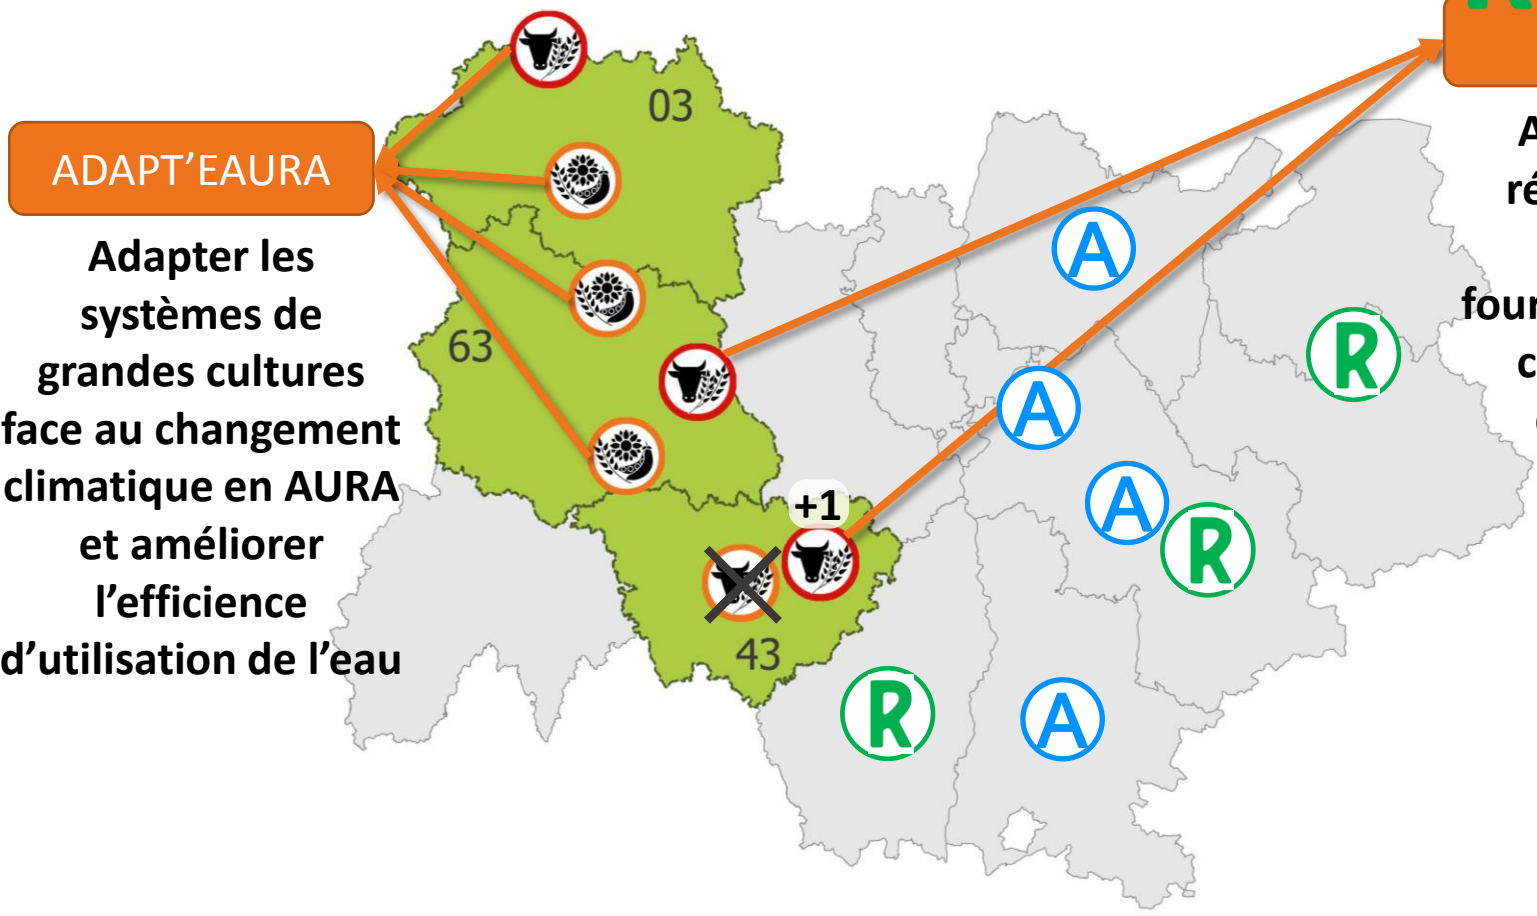 ADAPT’EAURA
Adapter les
systèmes de
grandes cultures
face au changement
climatique en AURA
et améliorer
l’efficience
d’utilisation de l’eau
03
63
+1
43
A
A
A
R
R
R
A